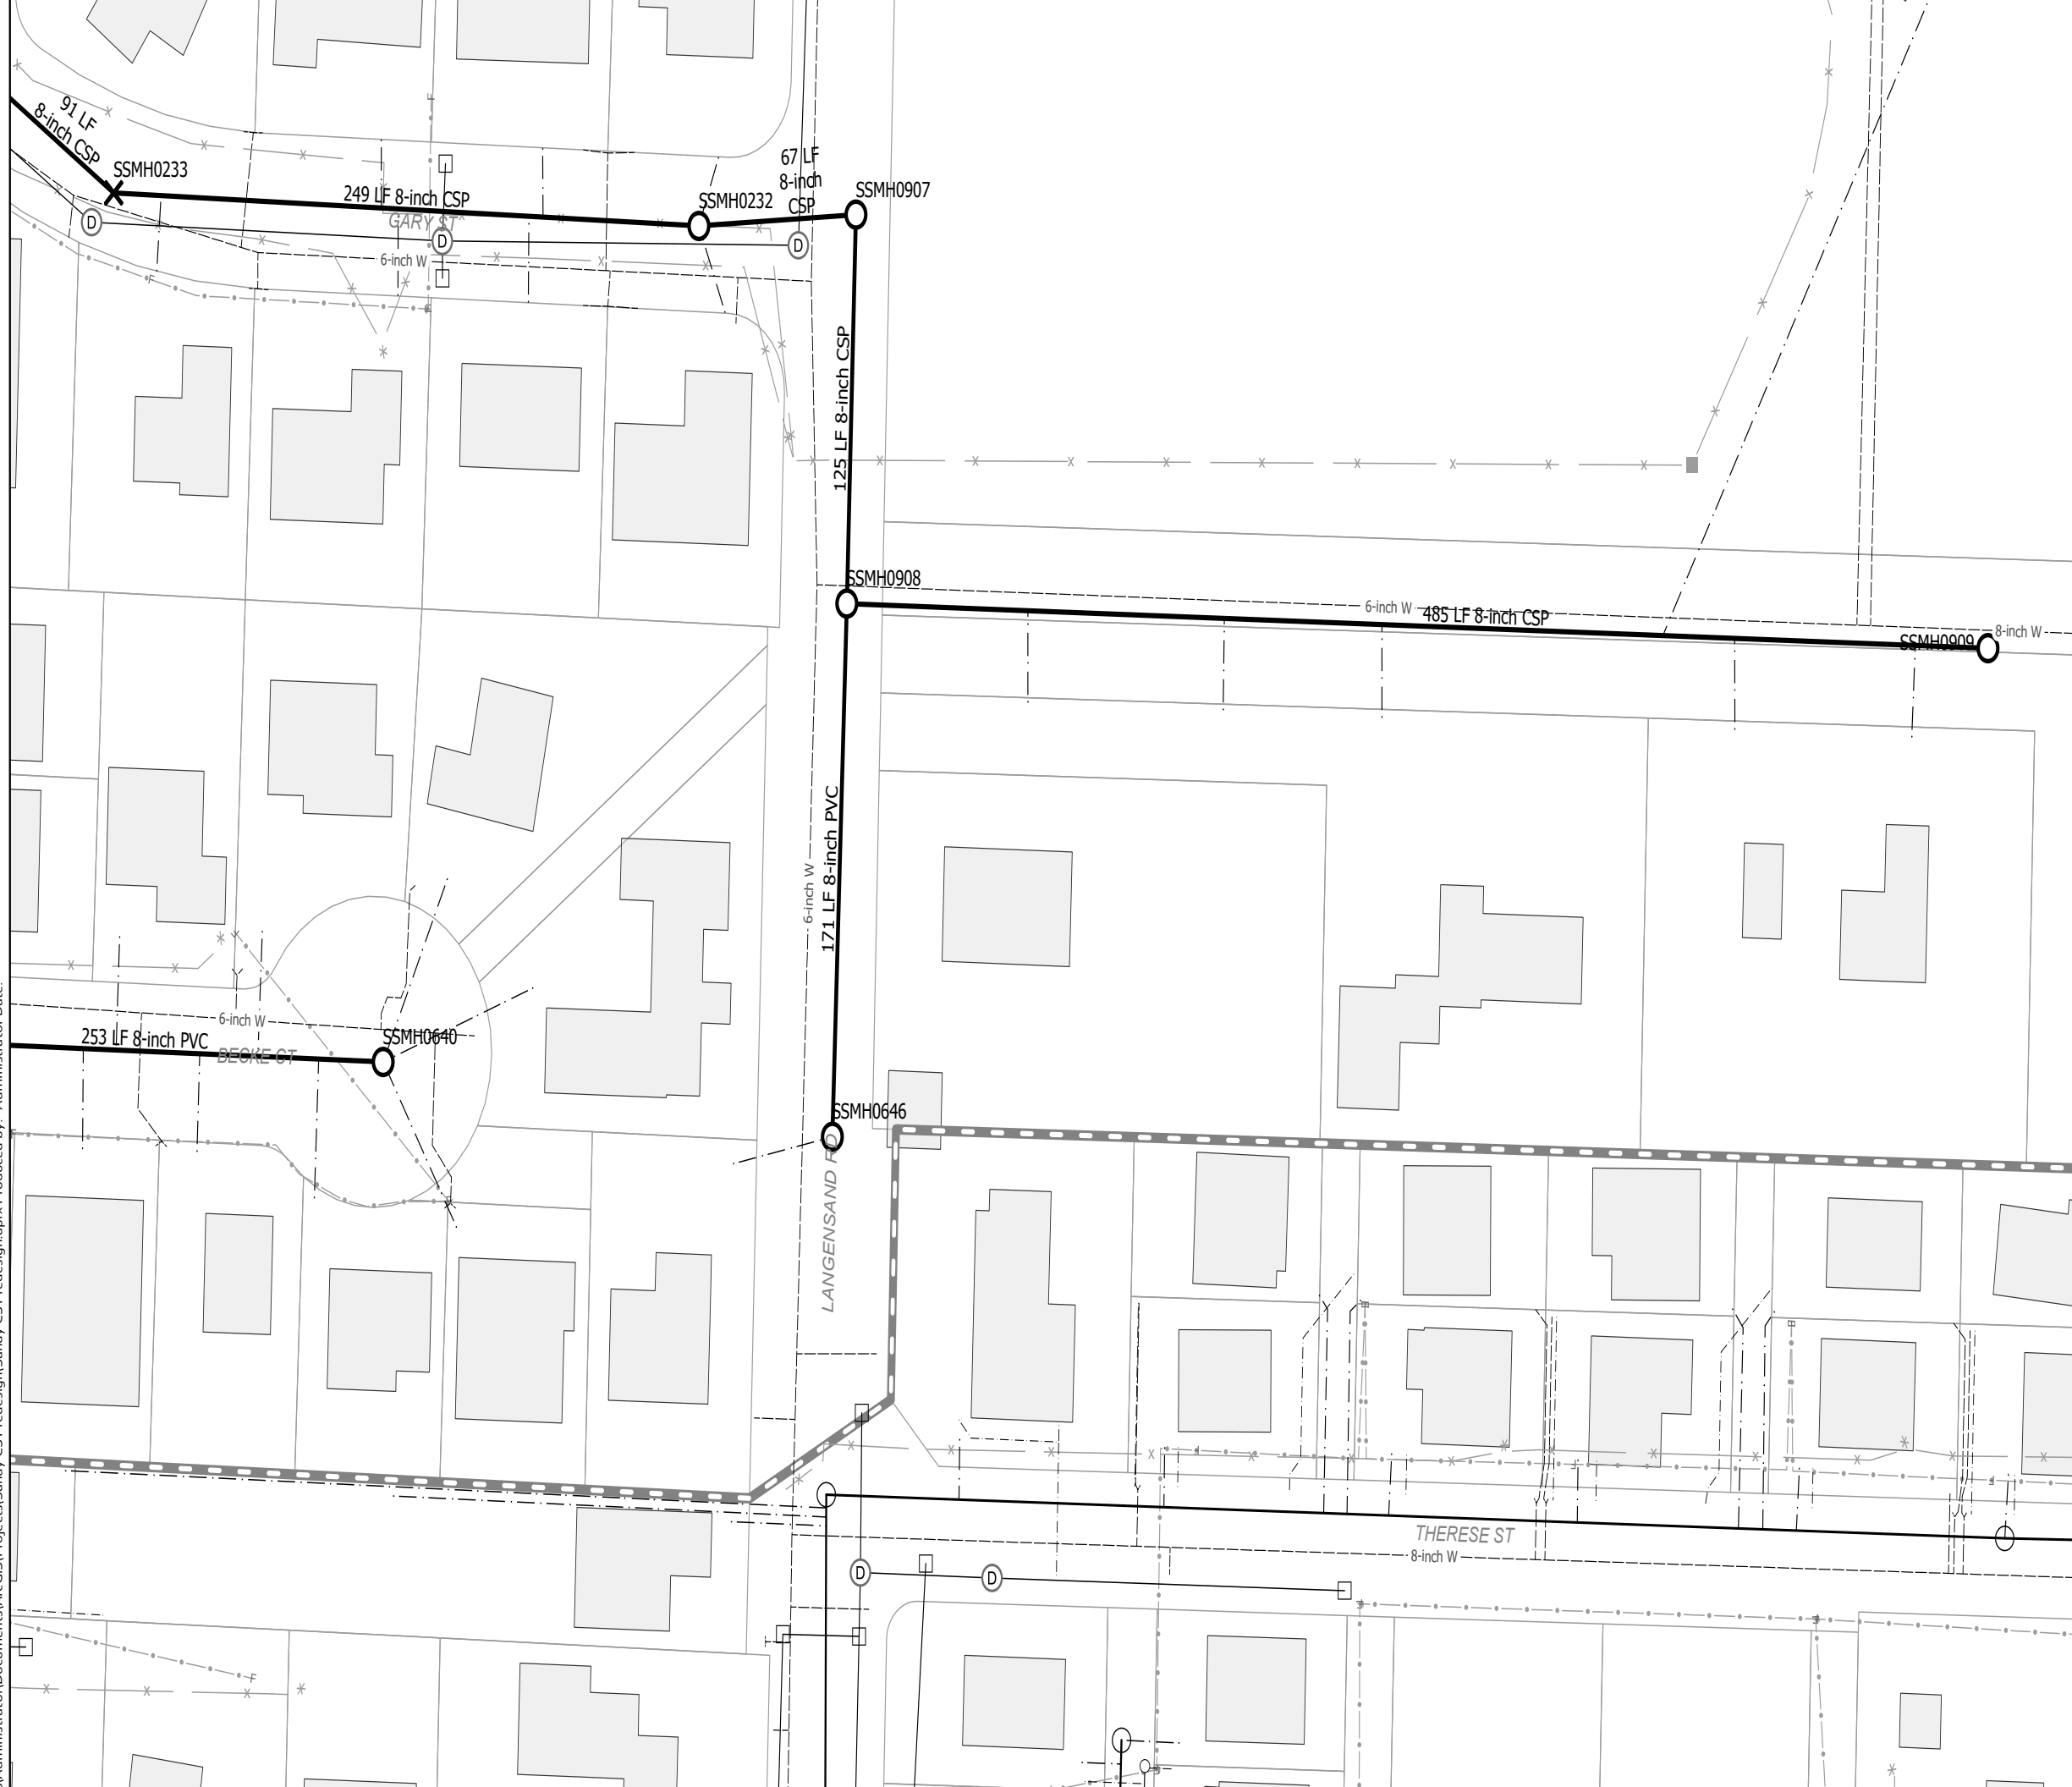 91 LF
8-inch CSP
SSMH0233
249 LF 8-inch CSP
GARY ST
SSMH0232
67 LF
8-inch
CSP
SSMH0907
D
D
D
6-inch W
125 LF 8-inch CSP
SSMH0908
6-inch W
485 LF 8-inch CSP
SSMH0909
8-inch W
171 LF 8-inch PVC
6-inch W
6-inch W
253 LF 8-inch PVC
BECKE CT
SSMH0640
SSMH0646
LANGENSAND RD
THERESE ST
8-inch W
D
D